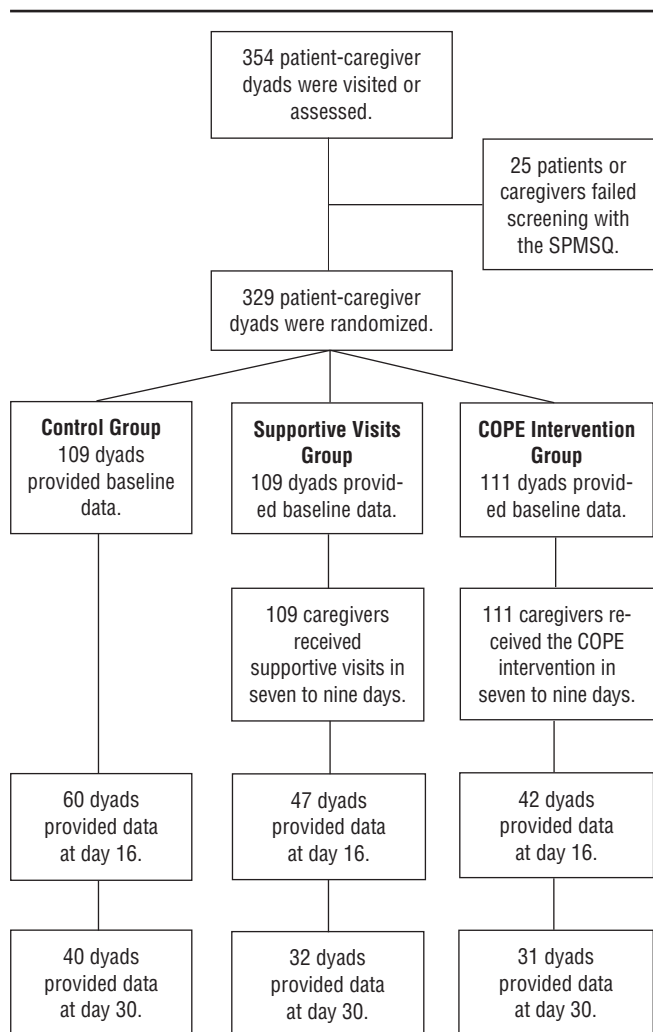 354 patient-caregiver
dyads were visited or
assessed.
25 patients or
caregivers failed
screening with
the SPMSQ.
329 patient-caregiver
dyads were randomized.
Control Group
109 dyads
provided baseline
data.
Supportive Visits
Group
109 dyads provid-
ed baseline data.
COPE Intervention
Group
111 dyads provid-
ed baseline data.
109 caregivers
received
supportive visits in
seven to nine days.
111 caregivers re-
ceived the COPE
intervention in
seven to nine days.
60 dyads
provided data
at day 16.
47 dyads
provided data
at day 16.
42 dyads
provided data
at day 16.
40 dyads
provided data
at day 30.
32 dyads
provided data
at day 30.
31 dyads
provided data
at day 30.